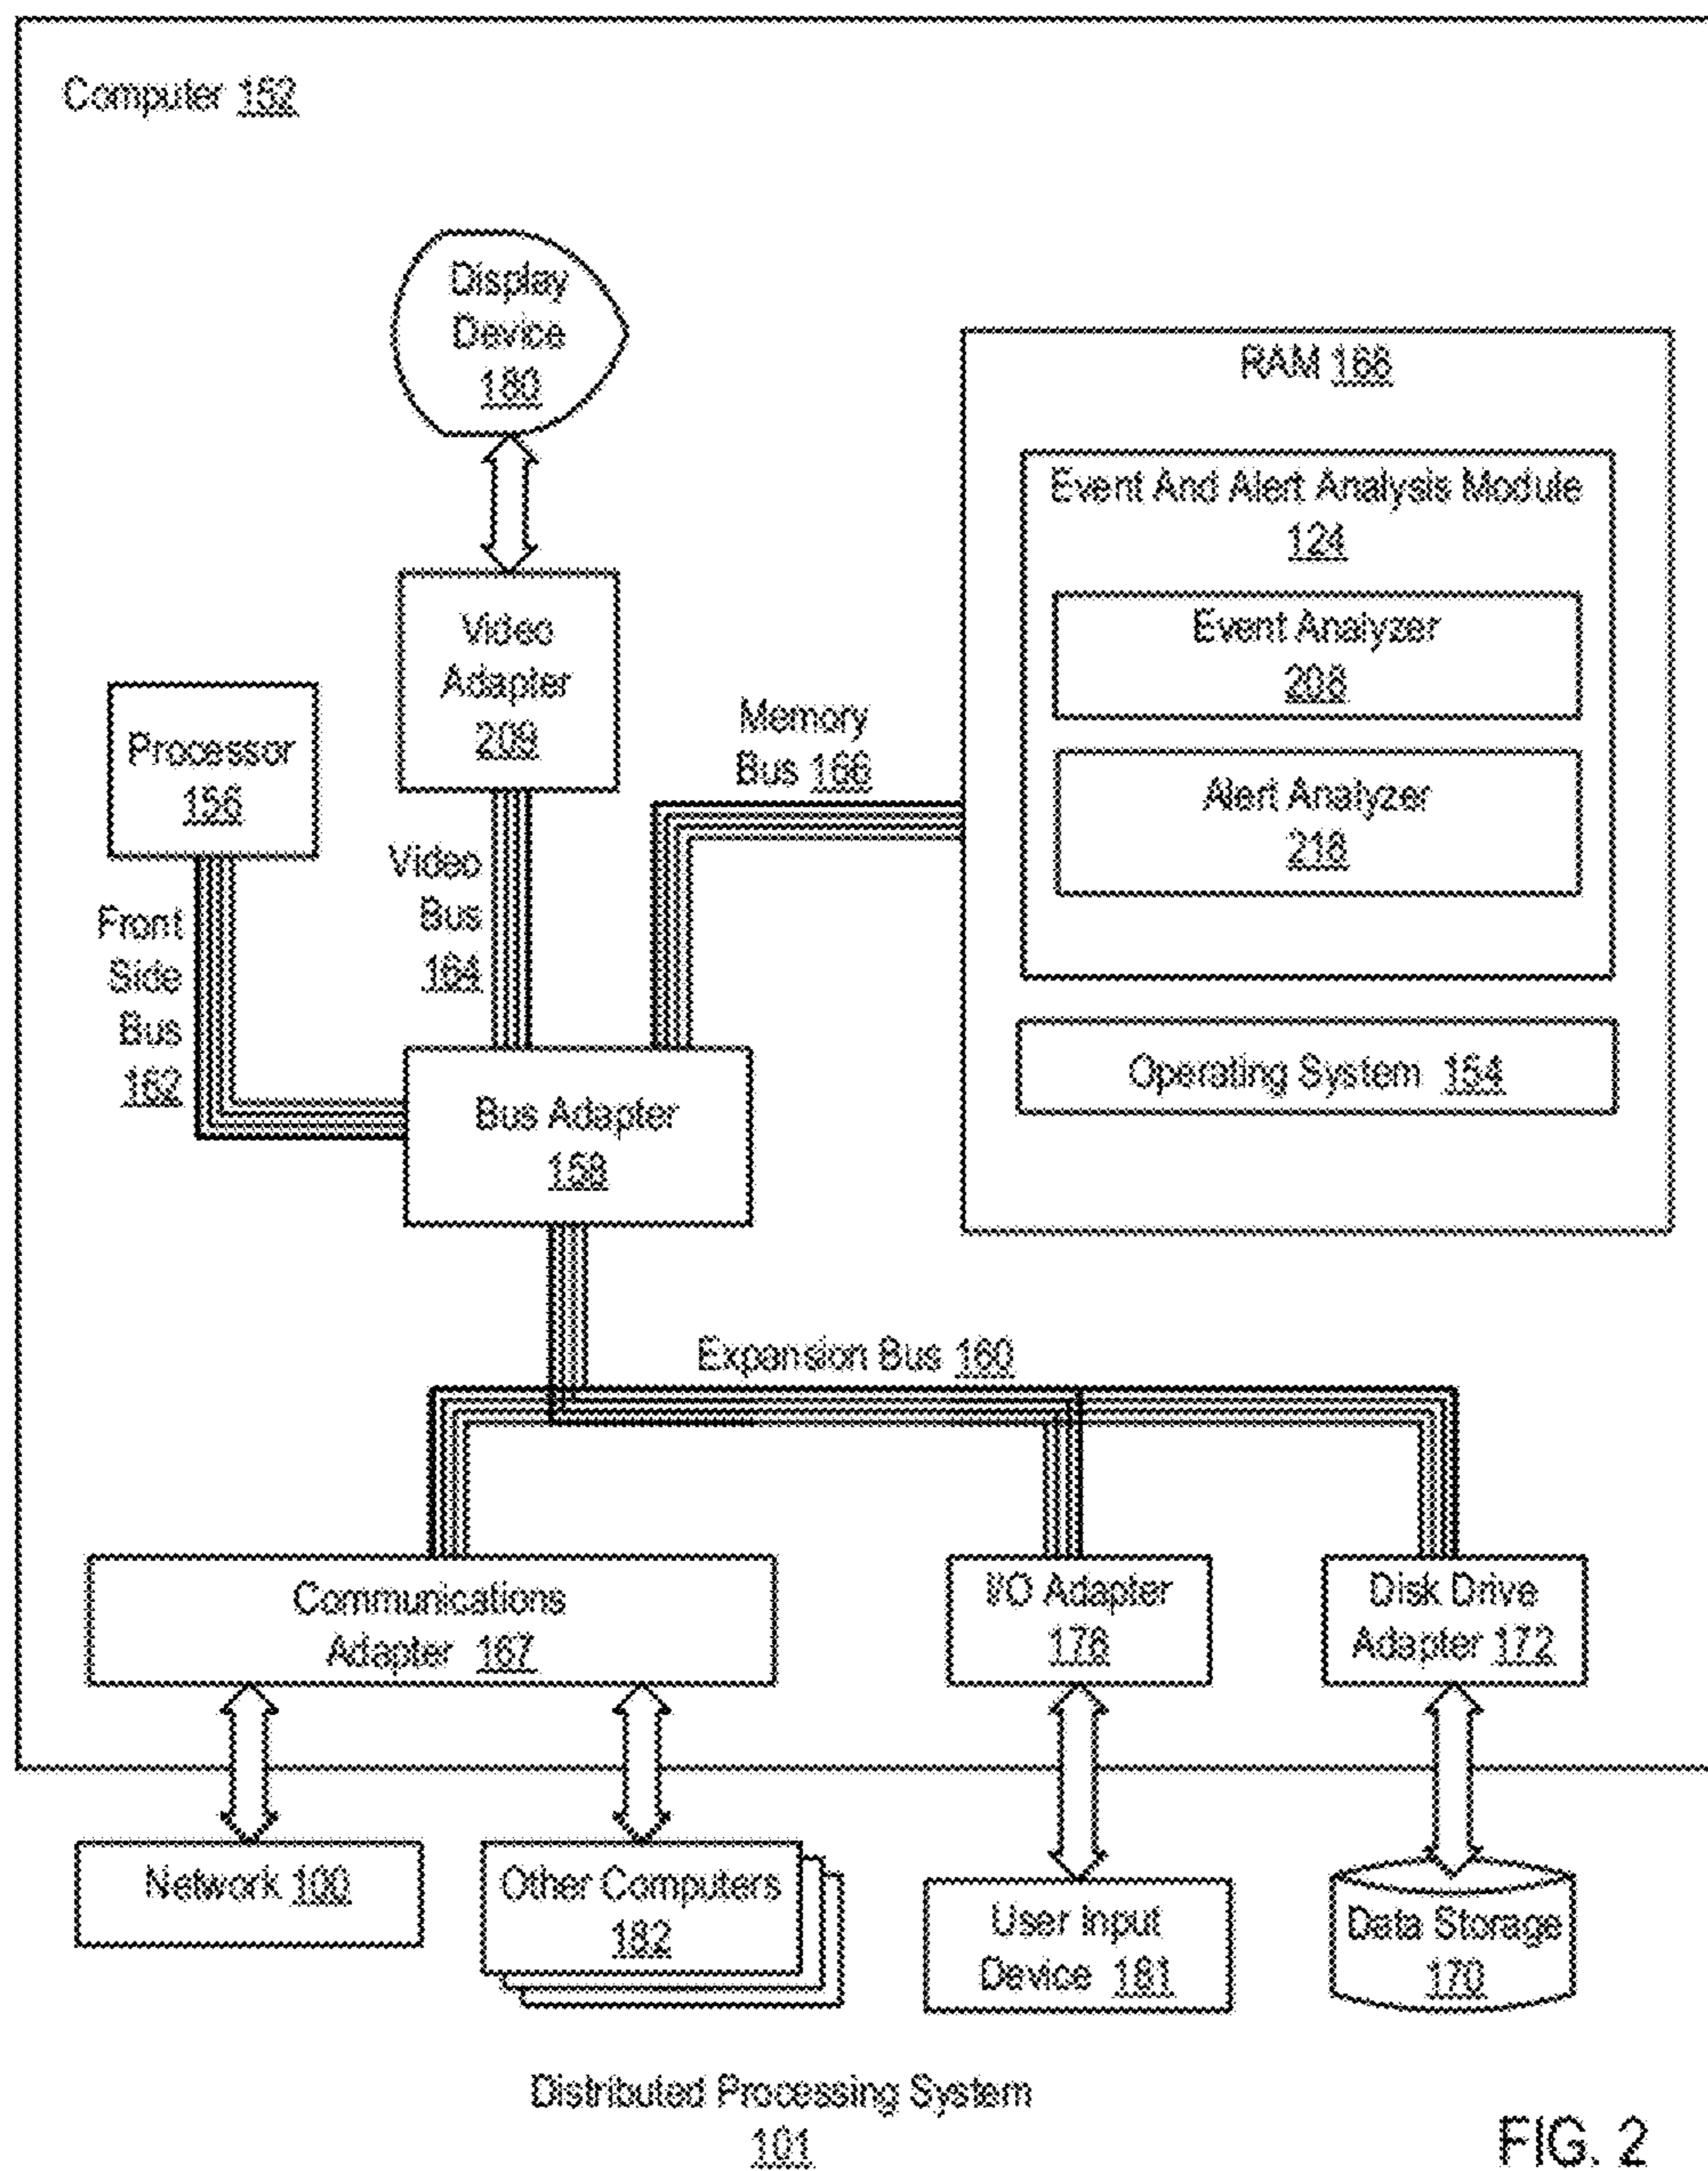 Computer 152
Display
Device
180
RAM 168
Event And Alert Analysis Module
124
Event Analyzer
208
Alert Analyzer
218
Operating System 154
Video
Adapter
209
Processor
156
Memory
Bus 166
Video
Bus
164
Front
Side
Bus
162
Bus Adapter
158
Expansion Bus 160
Communications
Adapter 167
I/O Adapter
178
Disk Drive
Adapter 172
Network 100
Other Computers
182
User Input
Device 181
Data Storage
170
Distributed Processing System
101
FIG. 2